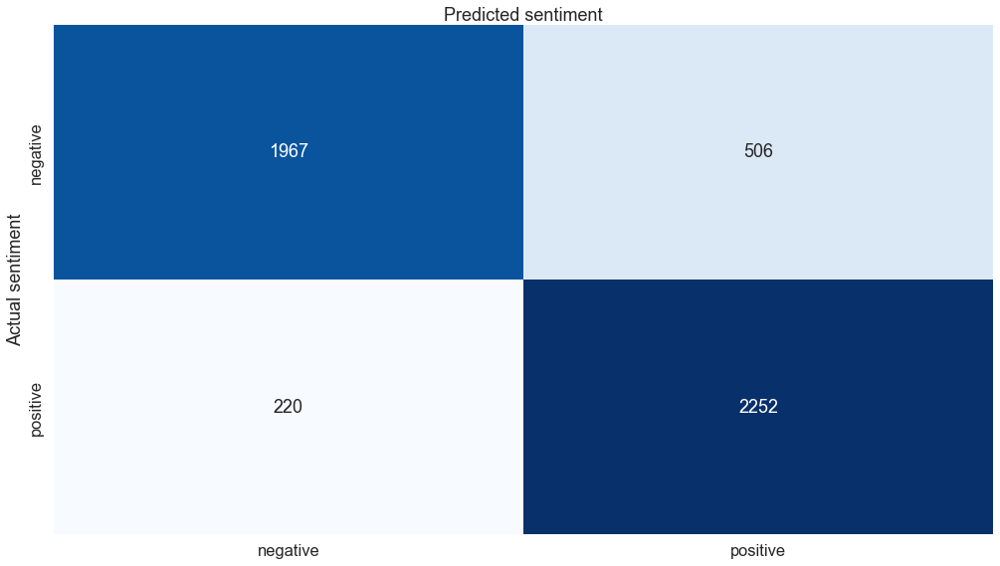 Predicted sentiment
Actual sentiment
negative
1967
506
positive
220
2252
negative
positive